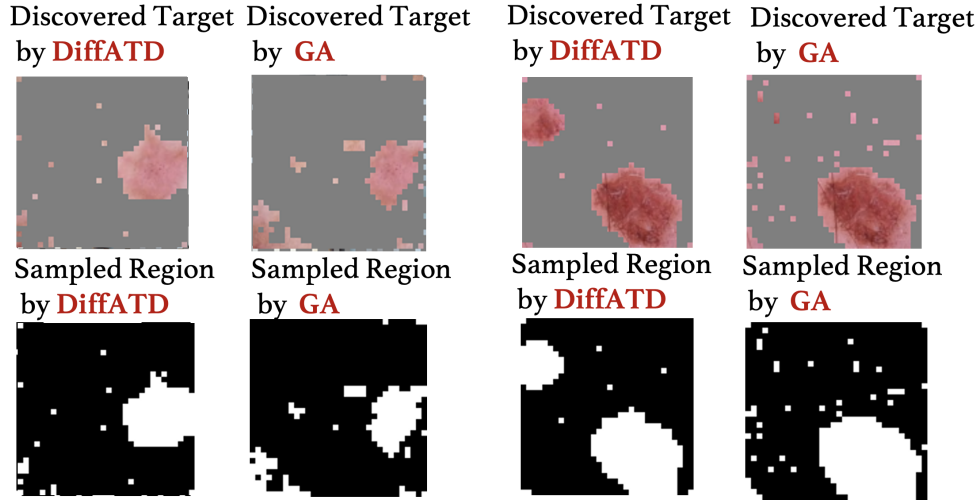 Discovered Target
by DiffATD
Discovered Target
by GA
Discovered Target
by DiffATD
Discovered Target
by GA
Sampled Region
by DiffATD
Sampled Region
by GA
Sampled Region
by DiffATD
Sampled Region
by GA